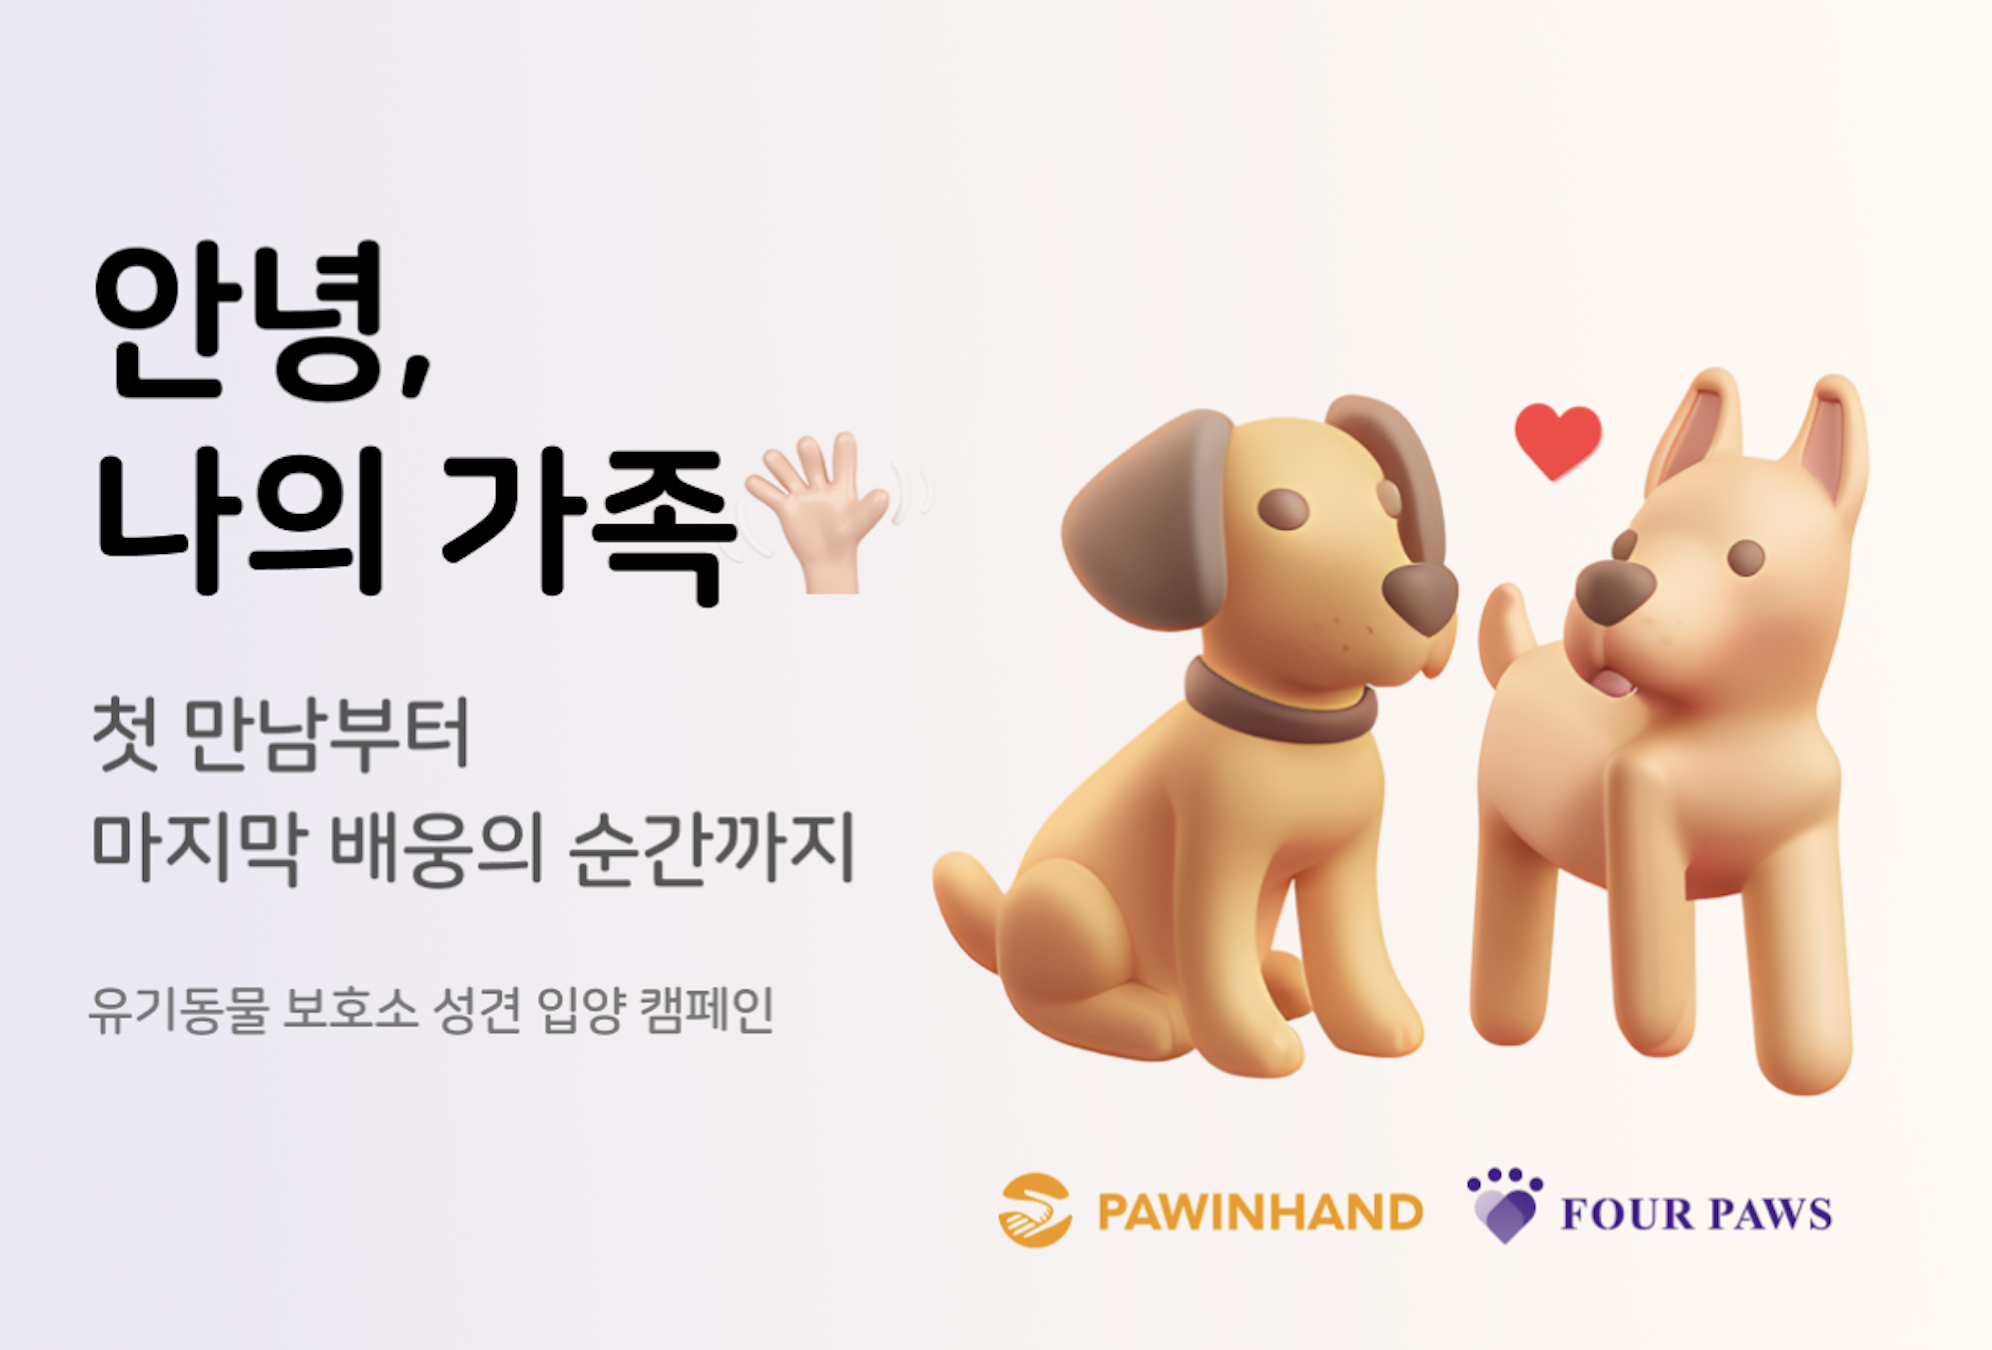 안녕,
나의 가족
첫 만남부터
마지막 배웅의 순간까지
유기동물 보호소 성견 입양 캠페인
PAWINHAND
FOUR PAWS